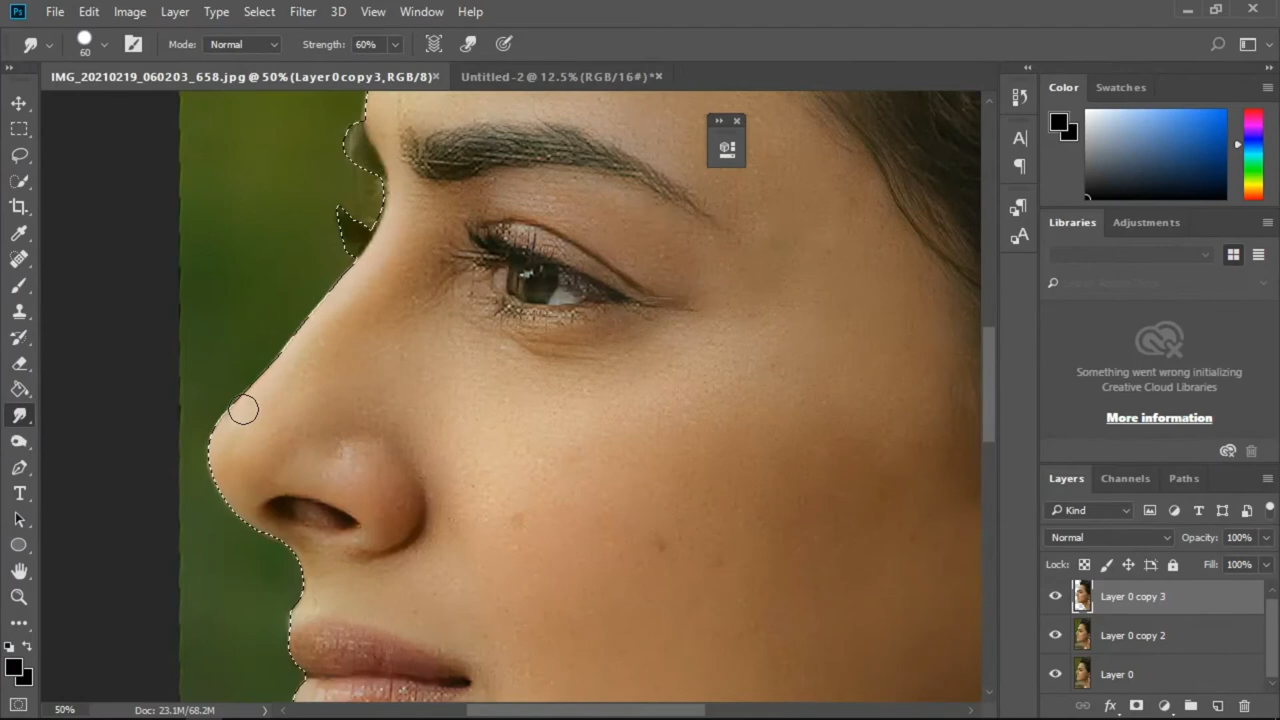 Ps File Edit Image Layer Type Select Filter 3D View Window Help
60 Mode: Normal Strength: 60%
IMG_20210219_060203_658.jpg @ 50% (Layer 0 copy 3, RGB/8) Untitled-2 @ 12.5% (RGB/16#) *
Color Swatches
Libraries Adjustments
Something went wrong initializing
Creative Cloud Libraries
More information
Layers Channels Paths
Kind
Normal Opacity: 100%
Lock: Fill: 100%
Layer 0 copy 3
Layer 0 copy 2
Layer 0
50% Doc: 23.1M/68.2M